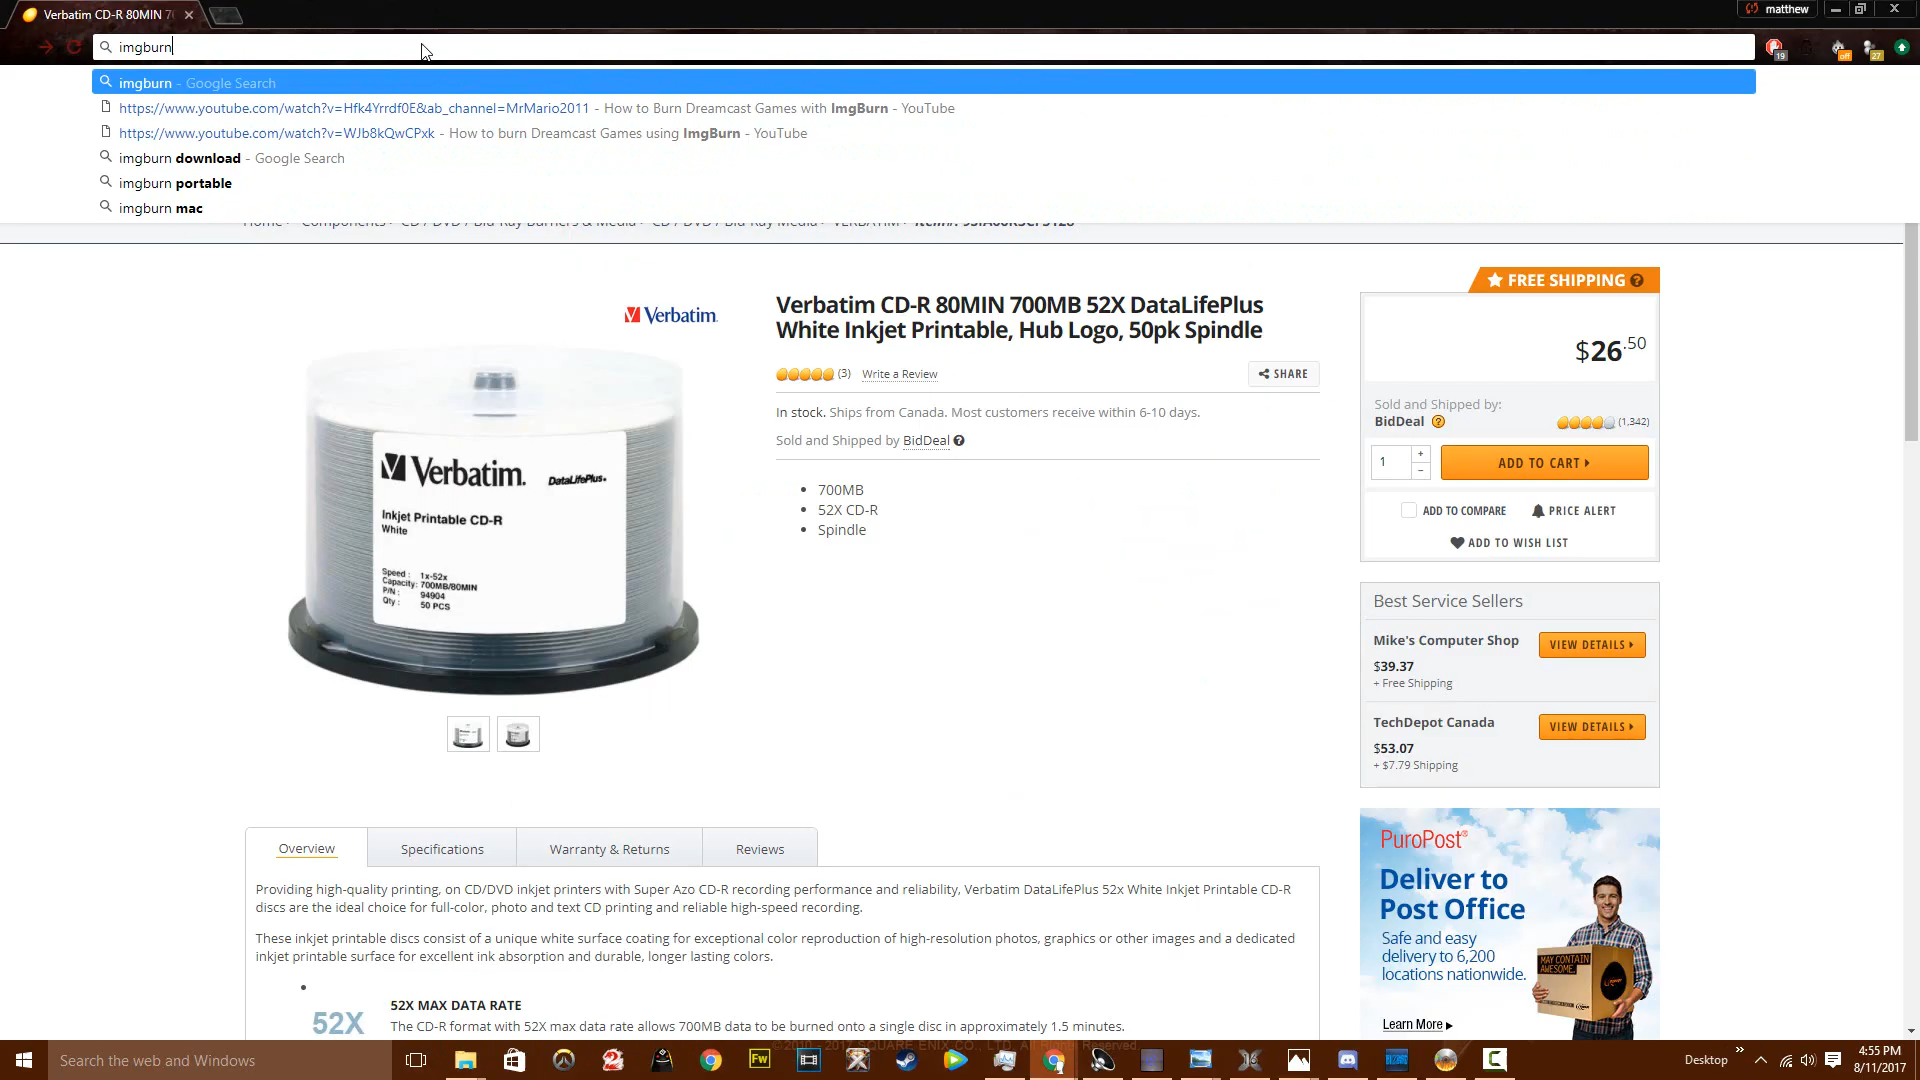 Verbatim CD-R 80MIN 7
matthew
imgburn
19
off
27
imgburn - Google Search
https://www.youtube.com/watch?v=Hfk4Yrrdf0E&ab_channel=MrMario2011 - How to Burn Dreamcast Games with ImgBurn - YouTube
https://www.youtube.com/watch?v=WJb8kQwCPxk - How to burn Dreamcast Games using ImgBurn - YouTube
imgburn download - Google Search
imgburn portable
imgburn mac
FREE SHIPPING ?
Verbatim.
Verbatim CD-R 80MIN 700MB 52X DataLifePlus
White Inkjet Printable, Hub Logo, 50pk Spindle
$26.50
(3) Write a Review
SHARE
Sold and Shipped by:
BidDeal ?
(1,342)
In stock. Ships from Canada. Most customers receive within 6-10 days.
Sold and Shipped by BidDeal ?
1
+
-
ADD TO CART
• 700MB
• 52X CD-R
• Spindle
ADD TO COMPARE
PRICE ALERT
ADD TO WISH LIST
Verbatim. DataLifePlus.
Inkjet Printable CD-R
White
Speed : 1x-52x
Capacity: 700MB/80MIN
P/N : 94904
Qty : 50 PCS
Best Service Sellers
Mike's Computer Shop
VIEW DETAILS
$39.37
+ Free Shipping
TechDepot Canada
VIEW DETAILS
$53.07
+ $7.79 Shipping
Overview
Specifications
Warranty & Returns
Reviews
Providing high-quality printing, on CD/DVD inkjet printers with Super Azo CD-R recording performance and reliability, Verbatim DataLifePlus 52x White Inkjet Printable CD-R
discs are the ideal choice for full-color, photo and text CD printing and reliable high-speed recording.
These inkjet printable discs consist of a unique white surface coating for exceptional color reproduction of high-resolution photos, graphics or other images and a dedicated
inkjet printable surface for excellent ink absorption and durable, longer lasting colors.
52X
52X MAX DATA RATE
The CD-R format with 52X max data rate allows 700MB data to be burned onto a single disc in approximately 1.5 minutes.
PuroPost
Deliver to
Post Office
Safe and easy
delivery to 6,200
locations nationwide.
MAY CONTAIN
AWESOME.
Learn More
Search the web and Windows
Fw
Desktop
4:55 PM
8/11/2017